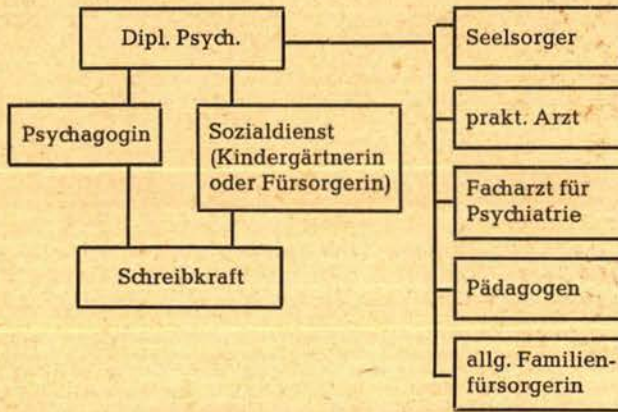 Dipl. Psych.
Psychagogin
Sozialdienst
(Kindergärtnerin
oder Fürsorgerin)
Schreibkraft
Seelsorger
prakt. Arzt
Facharzt für
Psychiatrie
Pädagogen
allg. Familien-
fürsorgerin